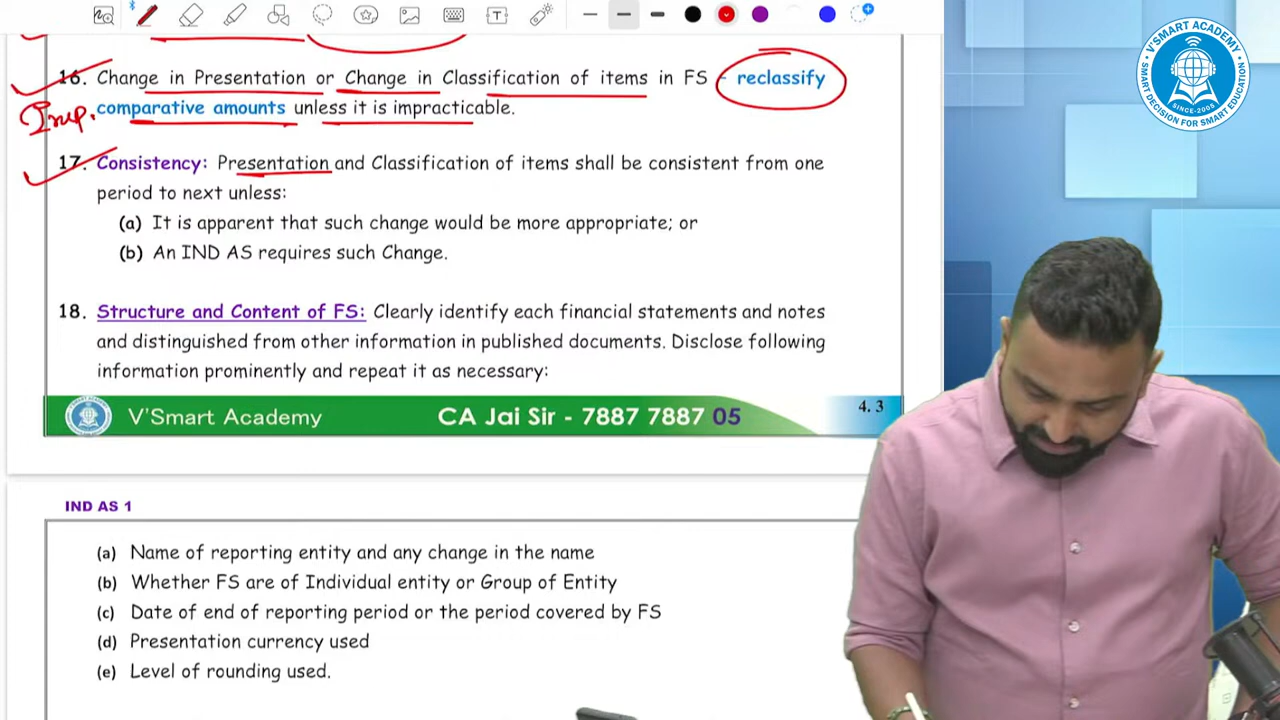 16. Change in Presentation or Change in Classification of items in FS - reclassify
Imp. comparative amounts unless it is impracticable.
17. Consistency: Presentation and Classification of items shall be consistent from one
period to next unless:
(a) It is apparent that such change would be more appropriate; or
(b) An IND AS requires such Change.
18. Structure and Content of FS: Clearly identify each financial statements and notes
and distinguished from other information in published documents. Disclose following
information prominently and repeat it as necessary:
V'Smart Academy CA Jai Sir - 7887 7887 05 4. 3
IND AS 1
(a) Name of reporting entity and any change in the name
(b) Whether FS are of Individual entity or Group of Entity
(c) Date of end of reporting period or the period covered by FS
(d) Presentation currency used
(e) Level of rounding used.
V'SMART ACADEMY
SMART DECISION FOR SMART EDUCATION
SINCE-2005